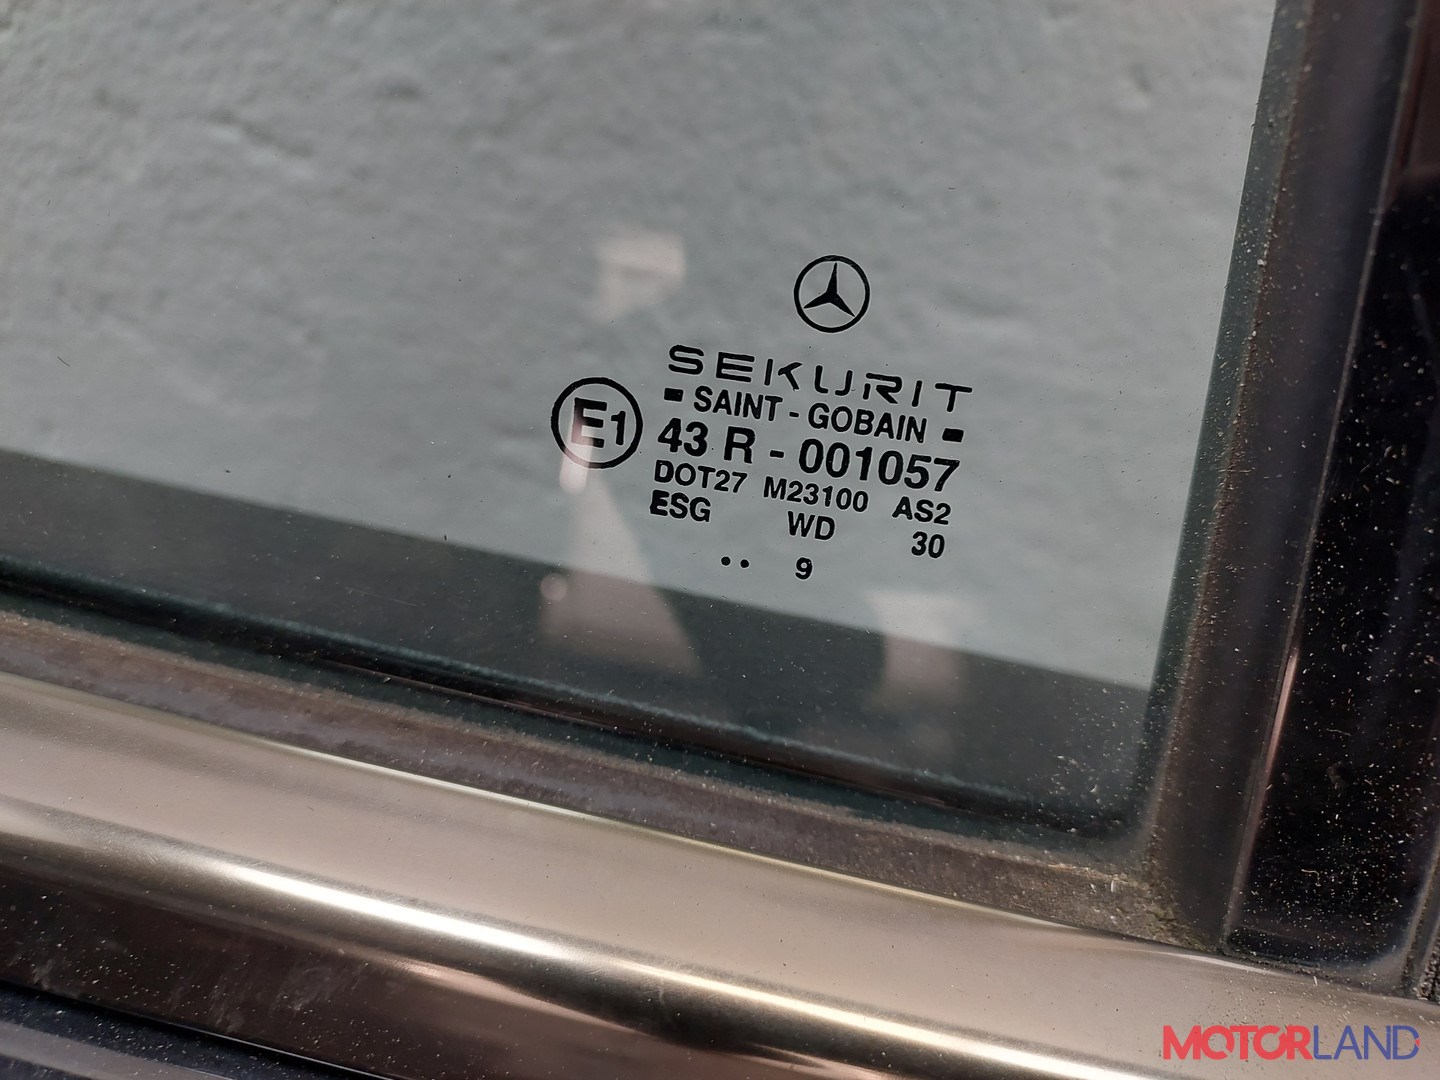 SEKURIT
SAINT-GOBAIN
E1
43 R - 001057
DOT27 M23100 AS2
ESG WD 30
.. 9
MOTORLAND